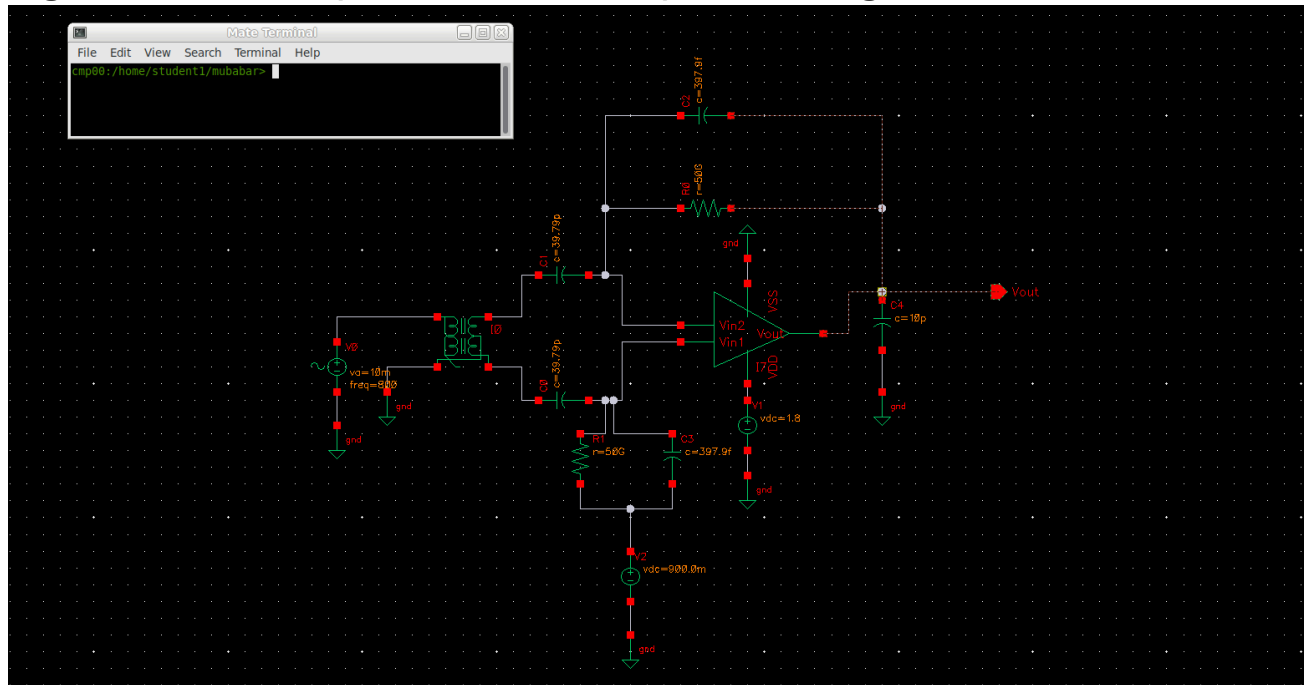 Mate Terminal
File Edit View Search Terminal Help
cmp00:/home/student1/mubabar>
C2
c=397.9f
R0
r=50G
C1
c=39.79p
gnd
VSS
I0
Vin2
Vin1
Vout
I7
VDD
Vout
C4
c=10p
gnd
V0
va=10m
freq=800
gnd
gnd
C0
c=39.79p
V1
vdc=1.8
gnd
R1
r=50G
C3
c=397.9f
V2
vdc=900.0m
gnd